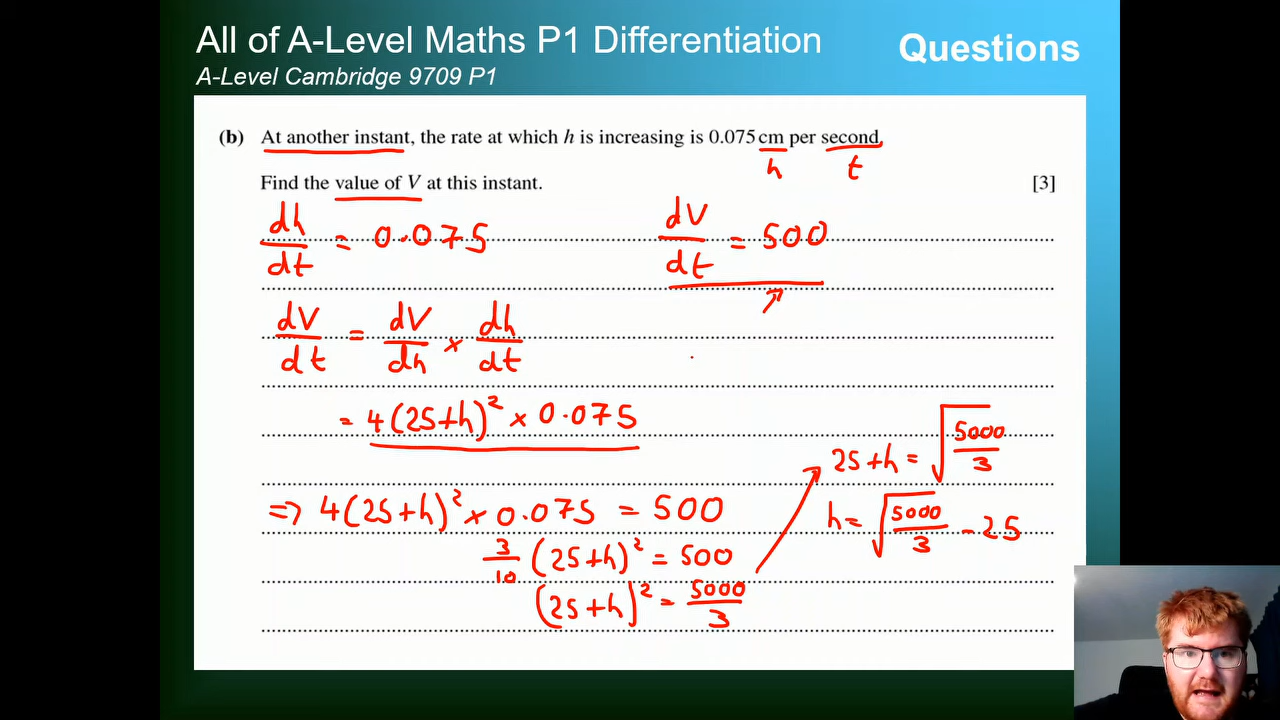 All of A-Level Maths P1 Differentiation
Questions
A-Level Cambridge 9709 P1
(b) At another instant, the rate at which h is increasing is 0.075 cm per second.
h t
Find the value of V at this instant. [3]
dh/dt = 0.075
dV/dt = 500
dV/dt = dV/dh × dh/dt
= 4(25+h)² × 0.075
⇒ 4(25+h)² × 0.075 = 500
3/10 (25+h)² = 500
(25+h)² = 5000/3
25+h = √(5000/3)
h = √(5000/3) - 25